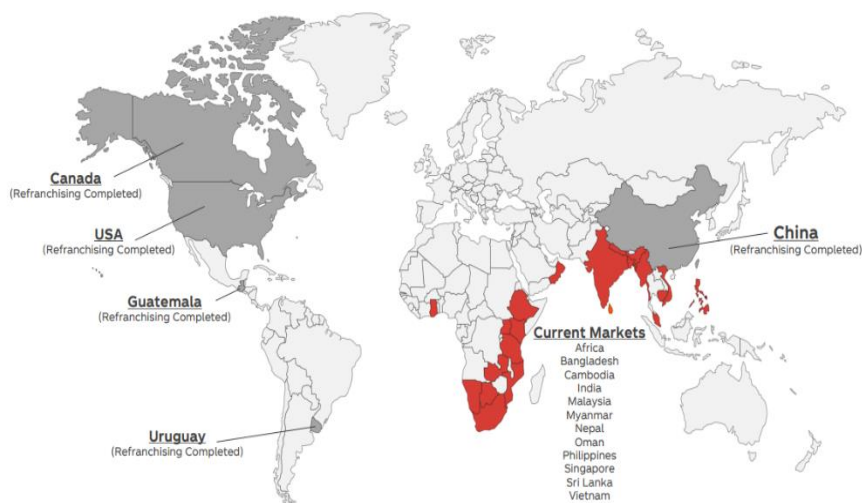 Canada
(Refranchising Completed)
USA
(Refranchising Completed)
Guatemala
(Refranchising Completed)
Uruguay
(Refranchising Completed)
China
(Refranchising Completed)
Current Markets
Africa
Bangladesh
Cambodia
India
Malaysia
Myanmar
Nepal
Oman
Philippines
Singapore
Sri Lanka
Vietnam